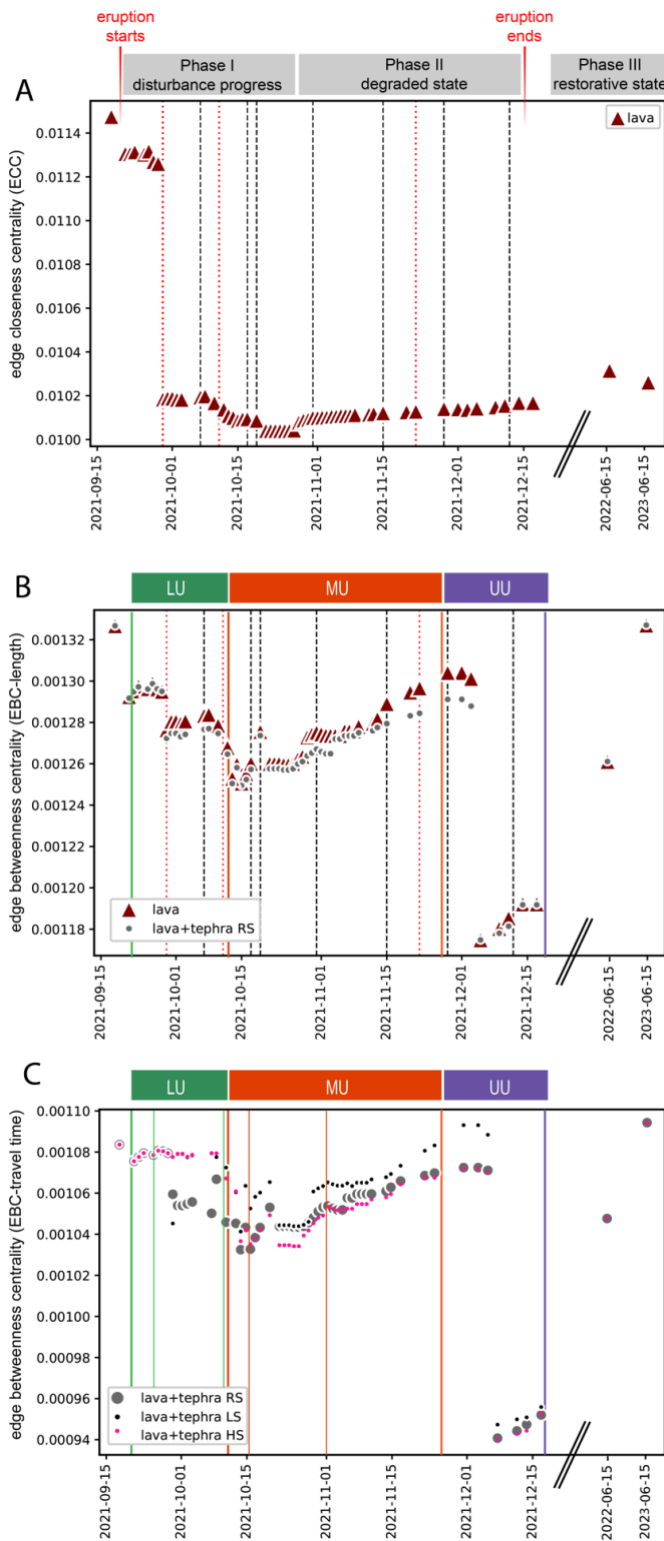 eruption
starts
eruption
ends
Phase I
disturbance progress
Phase II
degraded state
Phase III
restorative state
A
lava
edge closeness centrality (ECC)
0.0114
0.0112
0.0110
0.0108
0.0106
0.0104
0.0102
0.0100
2021-09-15
2021-10-01
2021-10-15
2021-11-01
2021-11-15
2021-12-01
2021-12-15
2022-06-15
2023-06-15
B
LU
MU
UU
edge betweenness centrality (EBC-length)
0.00132
0.00130
0.00128
0.00126
0.00124
0.00122
0.00120
0.00118
lava
lava+tephra RS
2021-09-15
2021-10-01
2021-10-15
2021-11-01
2021-11-15
2021-12-01
2021-12-15
2022-06-15
2023-06-15
C
LU
MU
UU
edge betweenness centrality (EBC-travel time)
0.00110
0.00108
0.00106
0.00104
0.00102
0.00100
0.00098
0.00096
0.00094
lava+tephra RS
lava+tephra LS
lava+tephra HS
2021-09-15
2021-10-01
2021-10-15
2021-11-01
2021-11-15
2021-12-01
2021-12-15
2022-06-15
2023-06-15